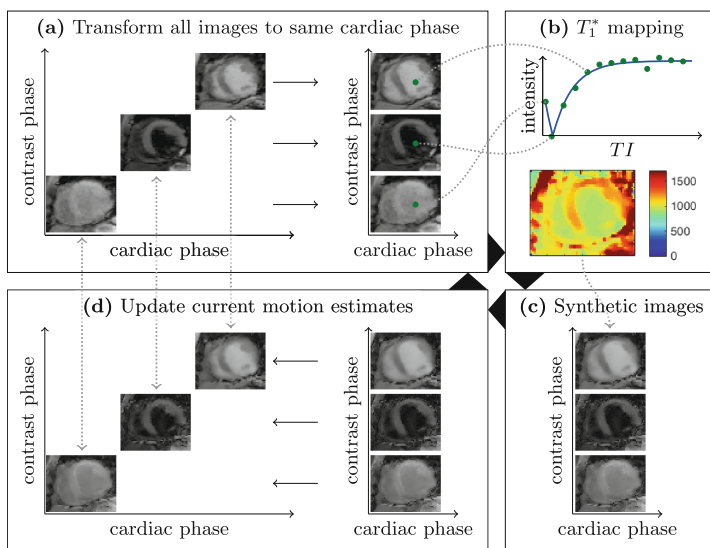 (a) Transform all images to same cardiac phase
contrast phase
cardiac phase
contrast phase
(b) T₁* mapping
intensity
TI
1500
1000
500
0
(d) Update current motion estimates
contrast phase
cardiac phase
contrast phase
cardiac phase
(c) Synthetic images
contrast phase
cardiac phase